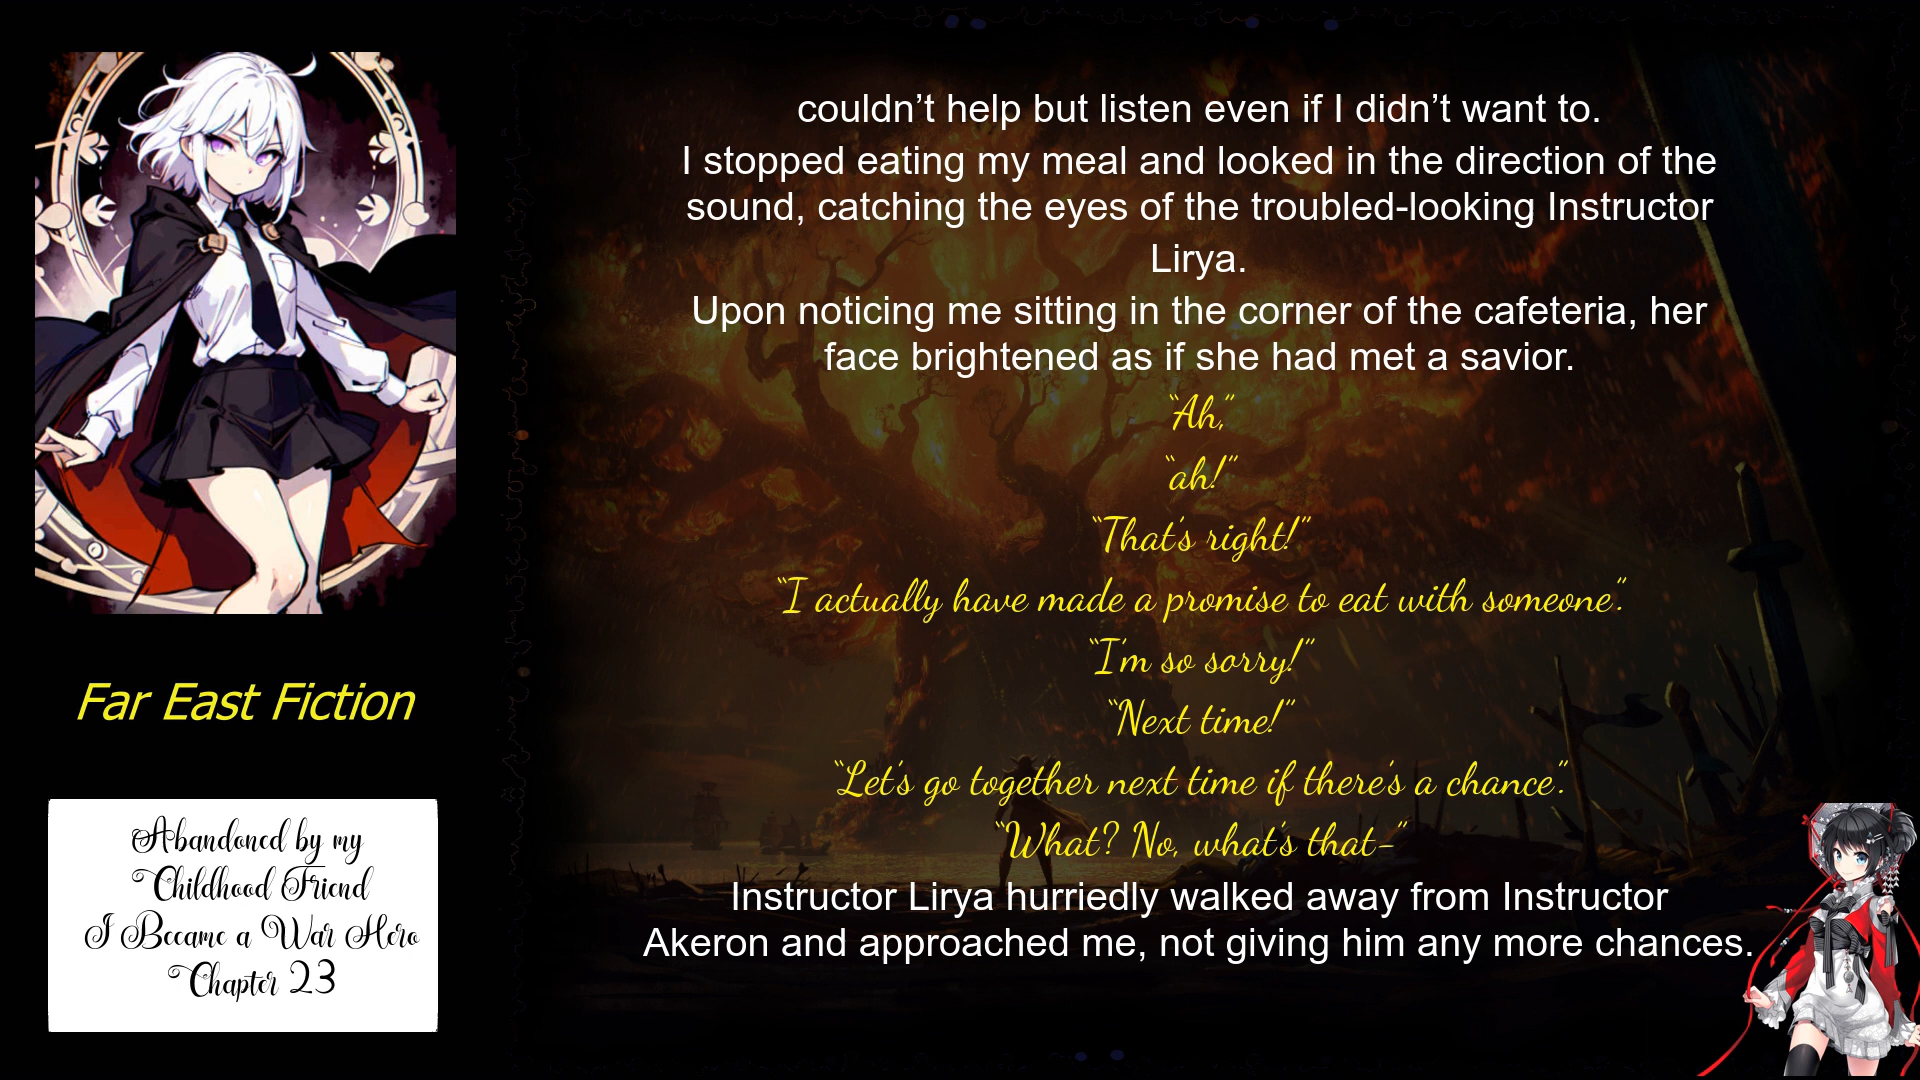 couldn’t help but listen even if I didn’t want to.
I stopped eating my meal and looked in the direction of the
sound, catching the eyes of the troubled-looking Instructor
Lirya.
Upon noticing me sitting in the corner of the cafeteria, her
face brightened as if she had met a savior.
“Ah,”
“ah!”
“That’s right!”
“I actually have made a promise to eat with someone”.
“I’m so sorry!”
“Next time!”
“Let’s go together next time if there’s a chance”.
“What? No, what’s that-”
Instructor Lirya hurriedly walked away from Instructor
Akeron and approached me, not giving him any more chances.
Far East Fiction
Abandoned by my
Childhood Friend
I Became a War Hero
Chapter 23